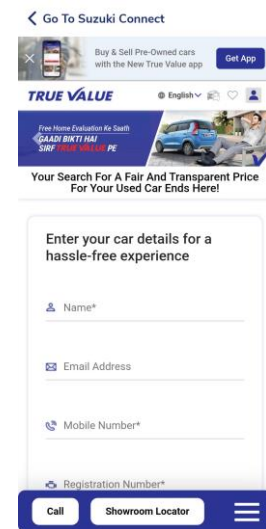 Go To Suzuki Connect
Buy & Sell Pre-Owned cars
with the New True Value app
Get App
TRUE VALUE
English
Free Home Evaluation Ke Saath
GAADI BIKTI HAI
SIRF TRUE VALUE PE
Your Search For A Fair And Transparent Price
For Your Used Car Ends Here!
Enter your car details for a
hassle-free experience
Name*
Email Address
Mobile Number*
Registration Number*
Call
Showroom Locator